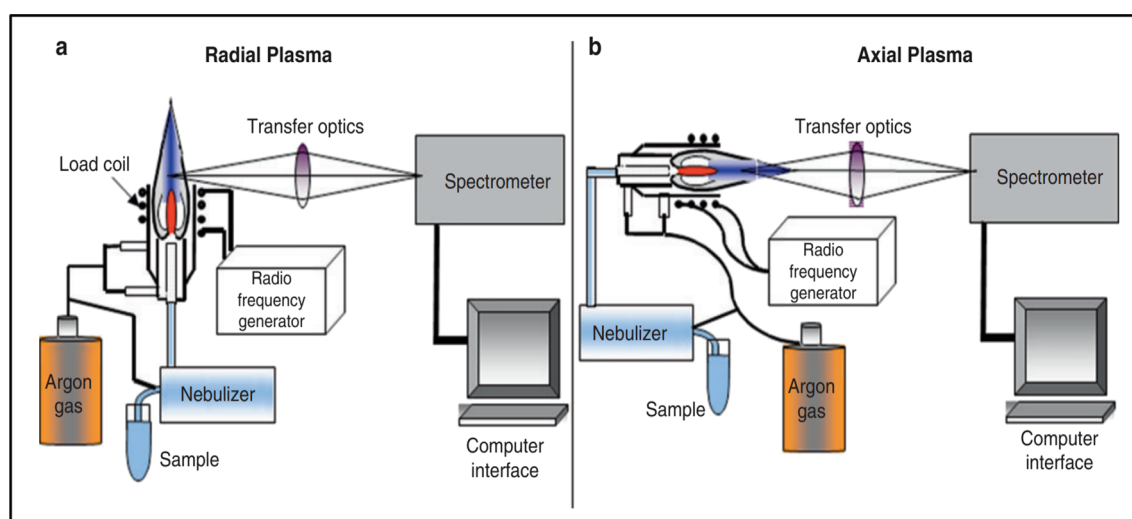 a
Radial Plasma
Transfer optics
Load coil
Spectrometer
Radio
frequency
generator
Argon
gas
Nebulizer
Sample
Computer
interface
b
Axial Plasma
Transfer optics
Spectrometer
Radio
frequency
generator
Nebulizer
Sample
Argon
gas
Computer
interface